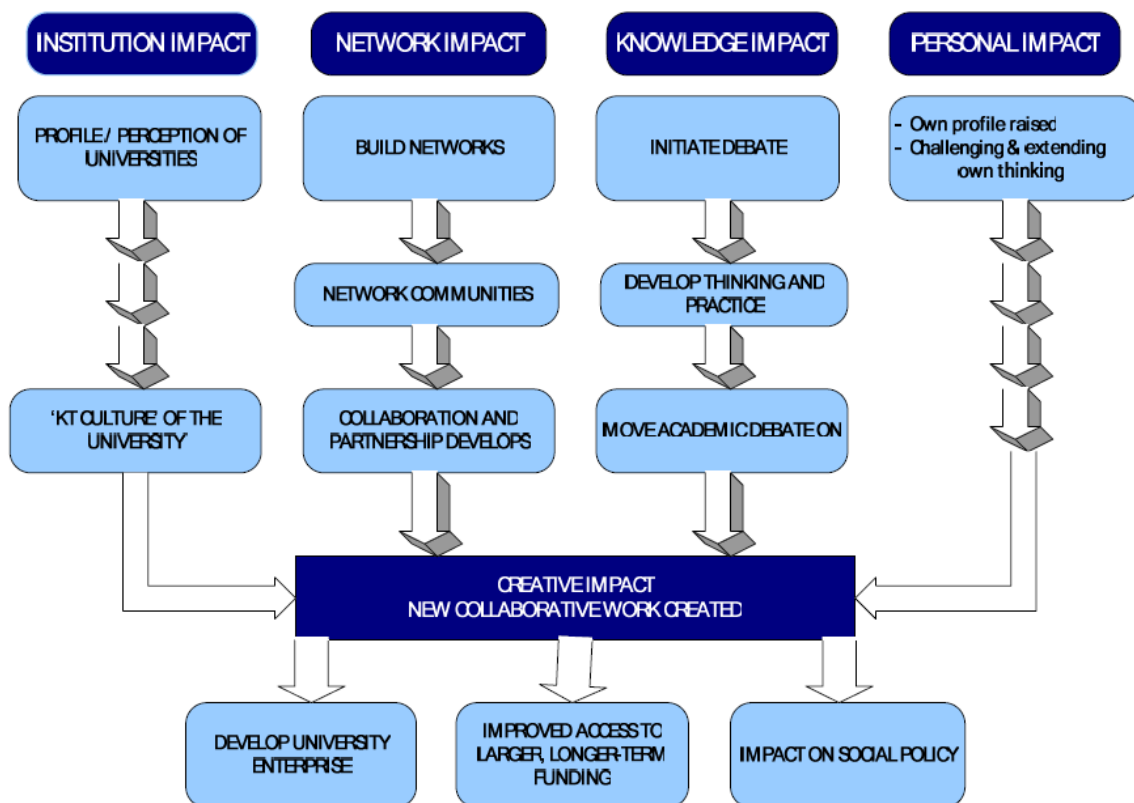 INSTITUTION IMPACT
NETWORK IMPACT
KNOWLEDGE IMPACT
PERSONAL IMPACT
PROFILE / PERCEPTION OF
UNIVERSITIES
BUILD NETWORKS
INITIATE DEBATE
- Own profile raised
- Challenging & extending
own thinking
NETWORK COMMUNITIES
DEVELOP THINKING AND
PRACTICE
'KT CULTURE' OF THE
UNIVERSITY'
COLLABORATION AND
PARTNERSHIP DEVELOPS
MOVE ACADEMIC DEBATE ON
CREATIVE IMPACT
NEW COLLABORATIVE WORK CREATED
DEVELOP UNIVERSITY
ENTERPRISE
IMPROVED ACCESS TO
LARGER, LONGER-TERM
FUNDING
IMPACT ON SOCIAL POLICY